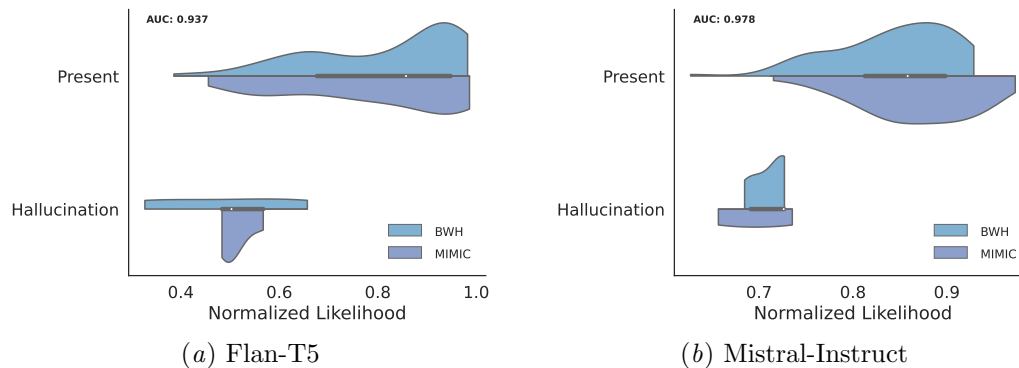 AUC: 0.937
Present
Hallucination
BWH
MIMIC
0.4 0.6 0.8 1.0
Normalized Likelihood
(a) Flan-T5
AUC: 0.978
Present
Hallucination
BWH
MIMIC
0.7 0.8 0.9
Normalized Likelihood
(b) Mistral-Instruct